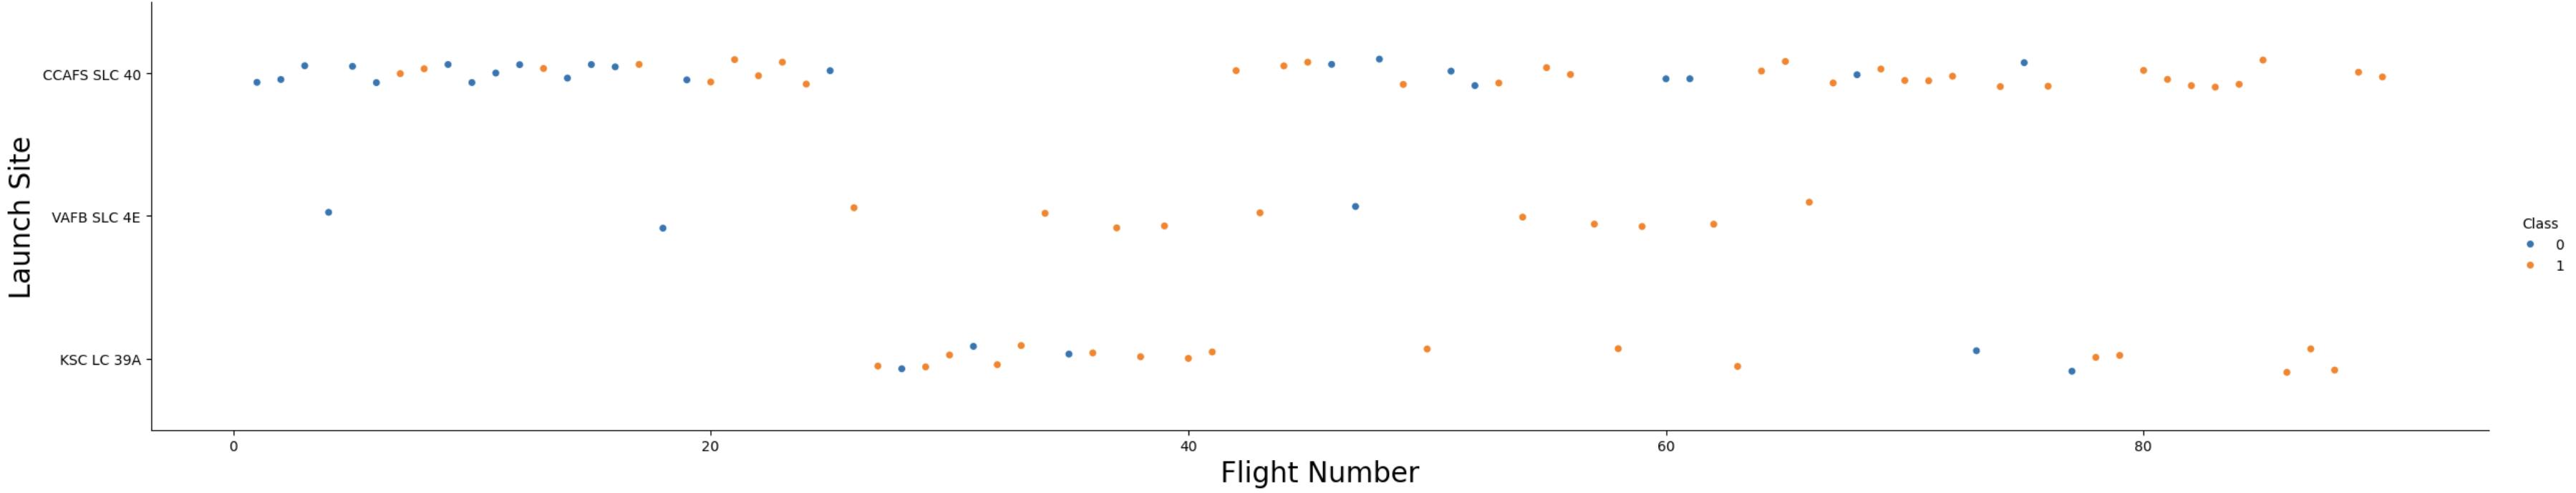 CCAFS SLC 40
VAFB SLC 4E
KSC LC 39A
Launch Site
0 20 40 60 80
Flight Number
Class
0
1